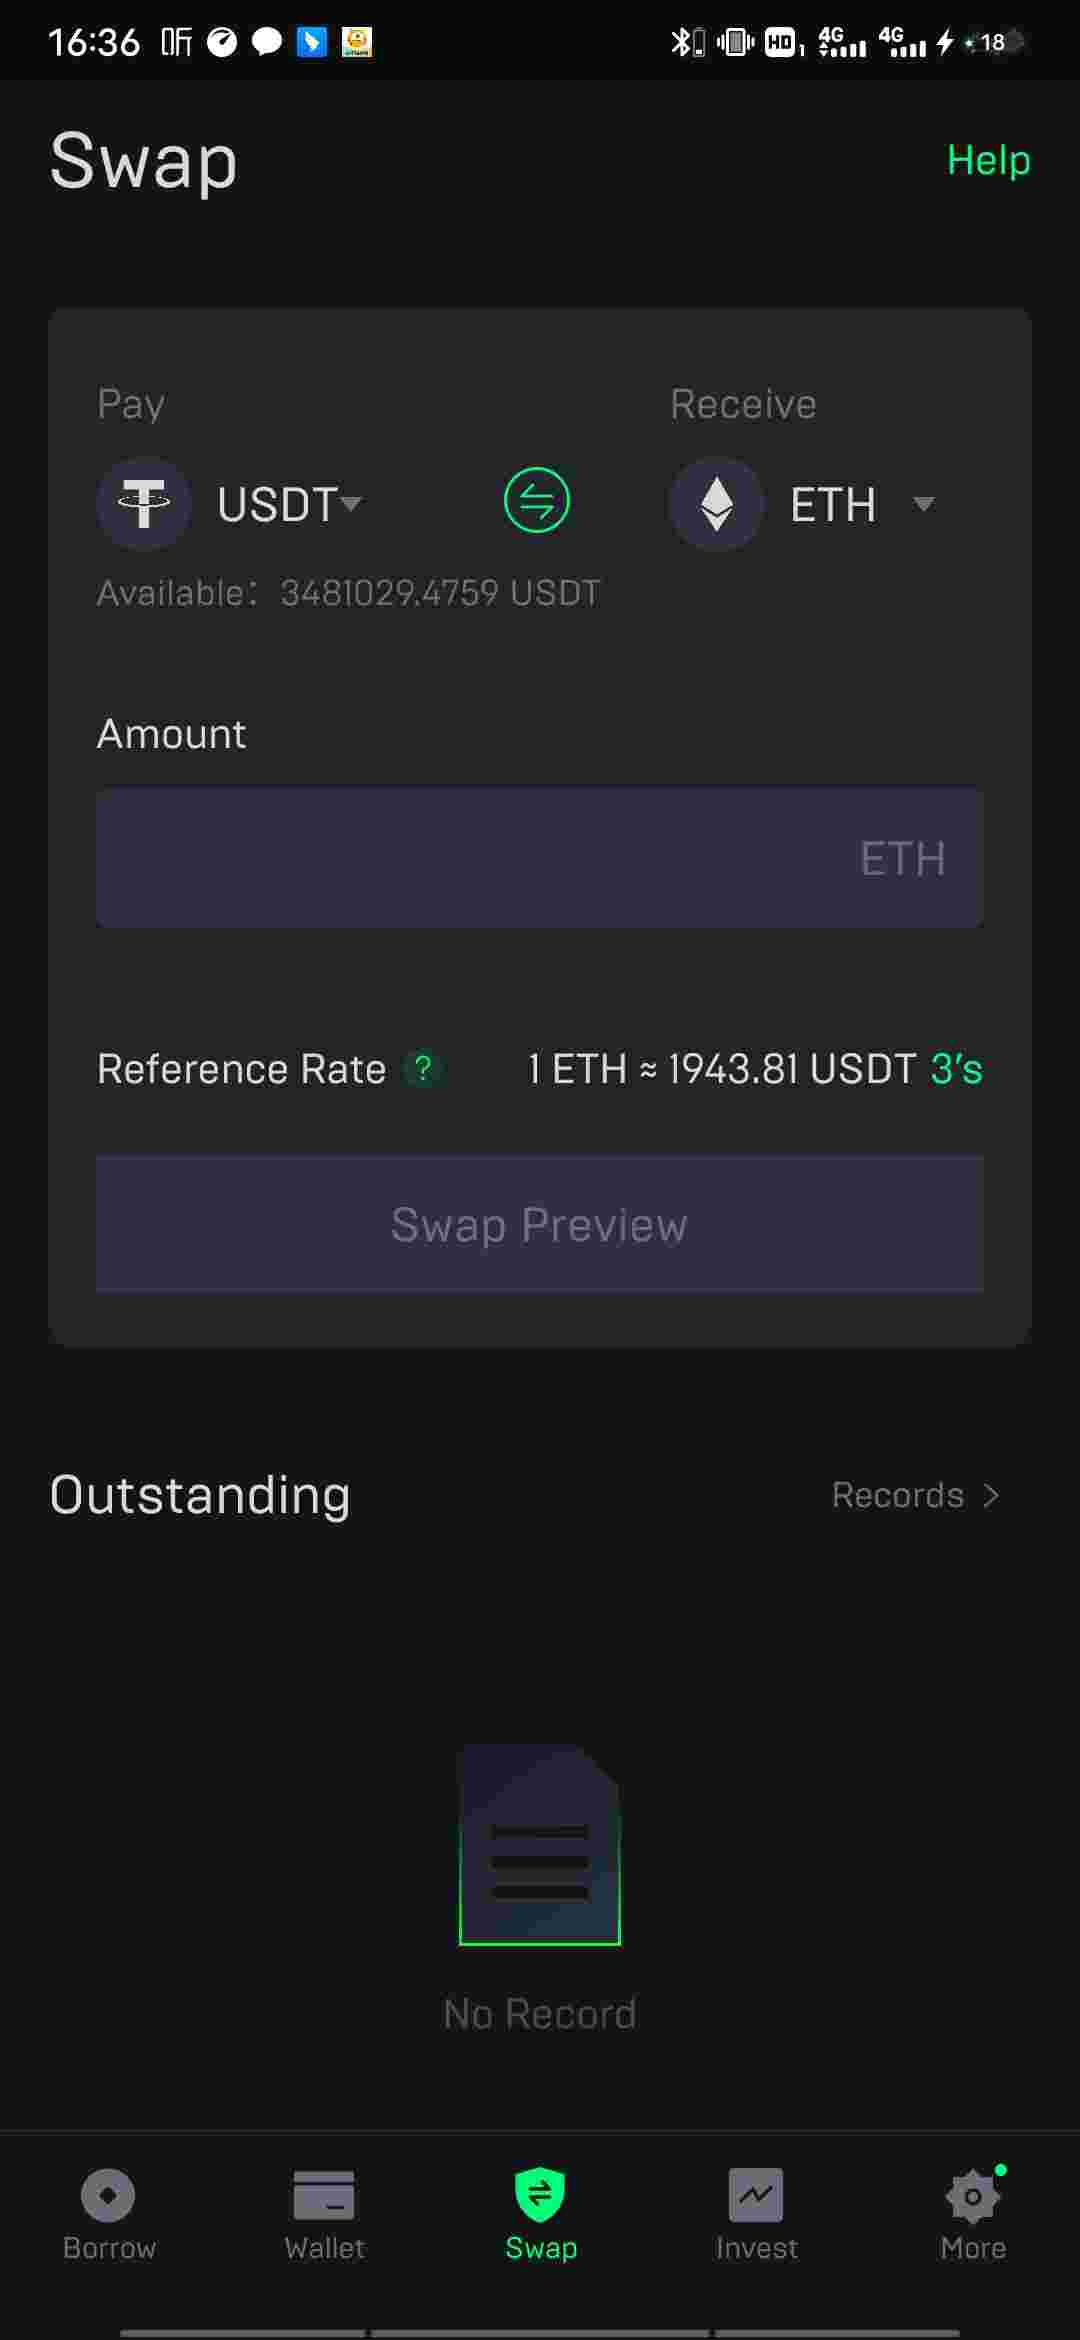 16:36 听 HD 1 4G 4G 18
Swap Help
Pay Receive
USDT ETH
Available: 3481029.4759 USDT
Amount
ETH
Reference Rate ? 1 ETH ≈ 1943.81 USDT 3's
Swap Preview
Outstanding Records >
No Record
Borrow Wallet Swap Invest More